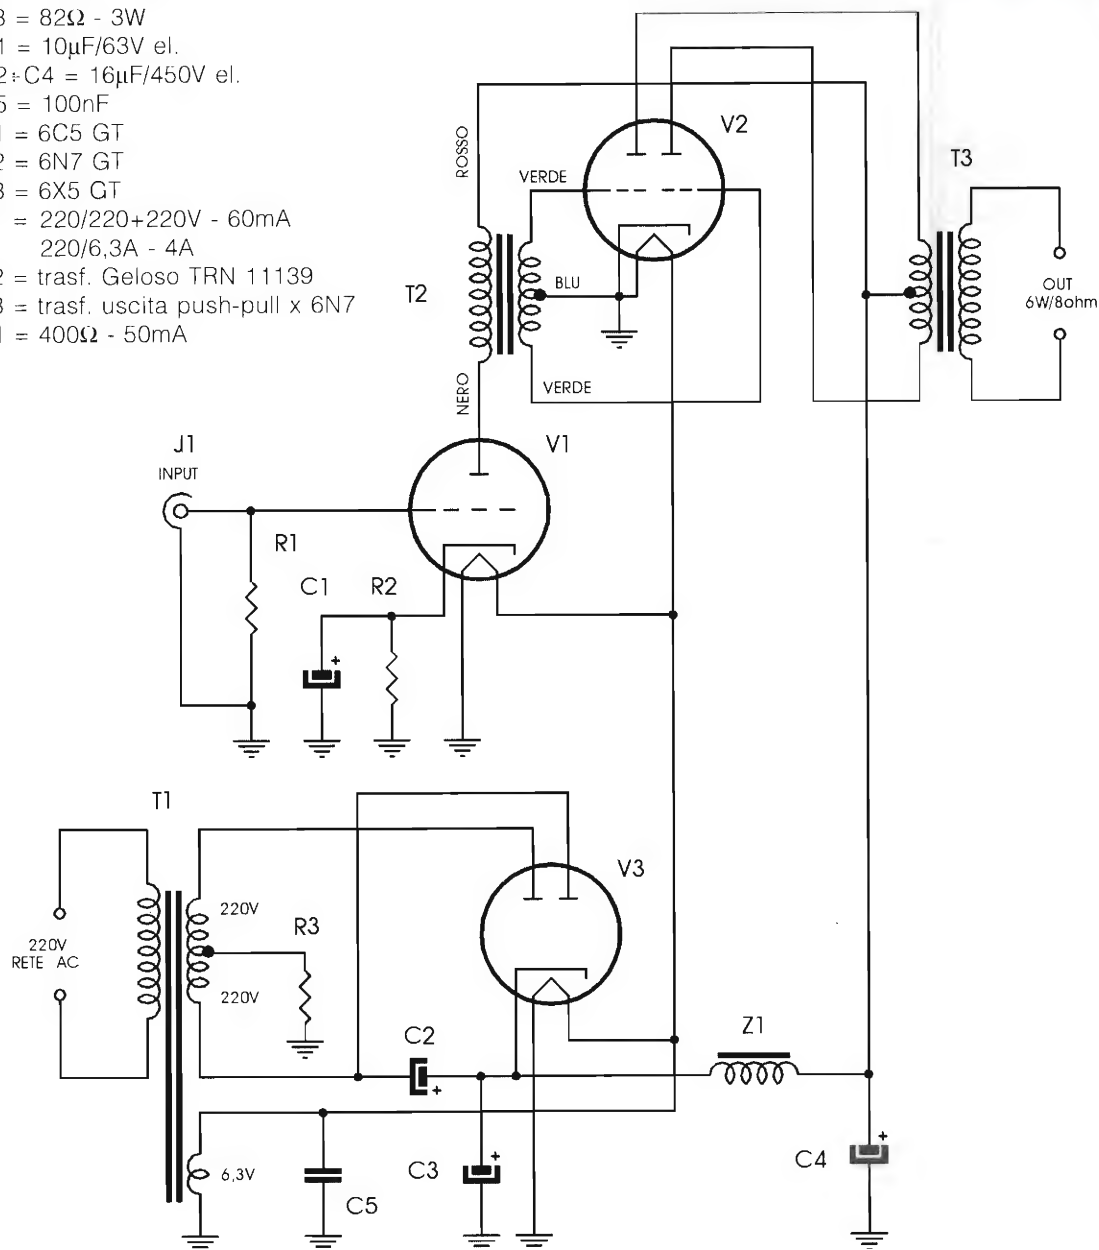 3 = 82Ω - 3W
1 = 10µF/63V el.
2÷C4 = 16µF/450V el.
5 = 100nF
1 = 6C5 GT
2 = 6N7 GT
3 = 6X5 GT
= 220/220+220V - 60mA
220/6,3A - 4A
2 = trasf. Geloso TRN 11139
3 = trasf. uscita push-pull x 6N7
1 = 400Ω - 50mA
V2
T3
ROSSO
VERDE
T2
BLU
OUT
6W/8ohm
VERDE
NERO
J1
INPUT
V1
R1
C1
R2
+
T1
V3
220V
R3
220V
RETE AC
220V
C2
Z1
+
+
+
C3
C4
6,3V
C5